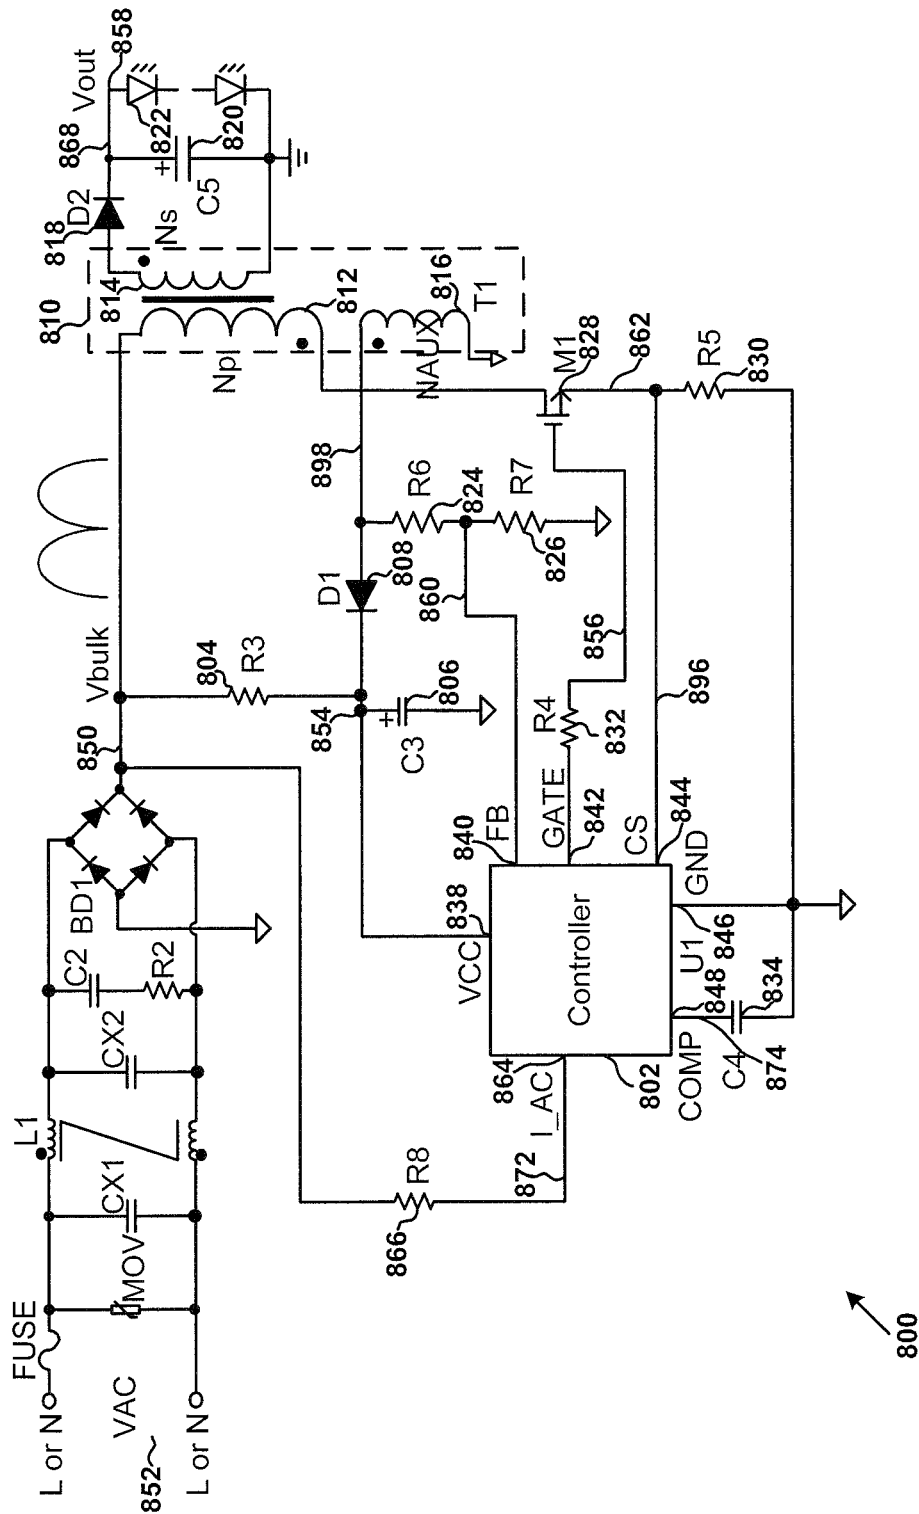 L or N
L or N
VAC
852
FUSE
MOV
CX1
L1
CX2
C2
R2
BD1
850
Vbulk
804
R3
854
C3
806
D1
808
898
R6
824
R7
826
860
810
Np
812
814
Ns
816
NAUX
T1
818
D2
868
Vout
858
822
820
C5
+
+
M1
828
862
R5
830
856
R4
832
896
840
FB
GATE
842
CS
844
GND
846
U1
838
VCC
Controller
864
I_AC
802
COMP
848
C4
834
874
872
R8
866
800